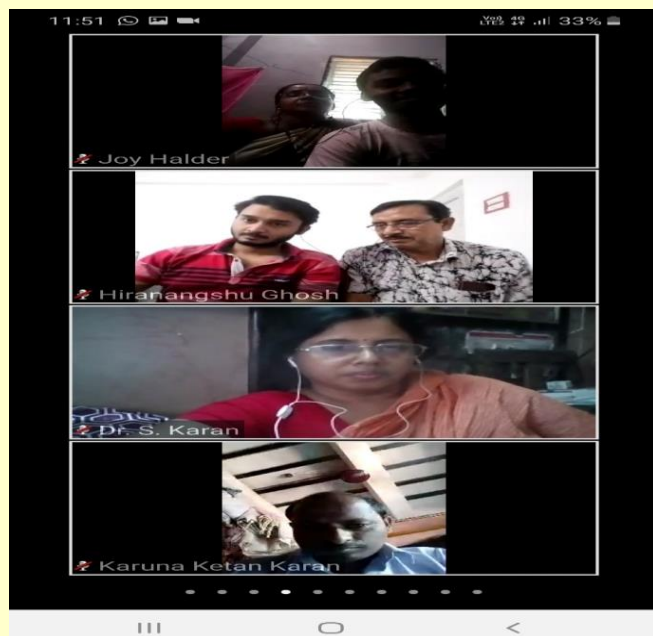 11:51 33%
Joy Halder
Hiranangshu Ghosh
Dr. S. Karan
Karuna Ketan Karan